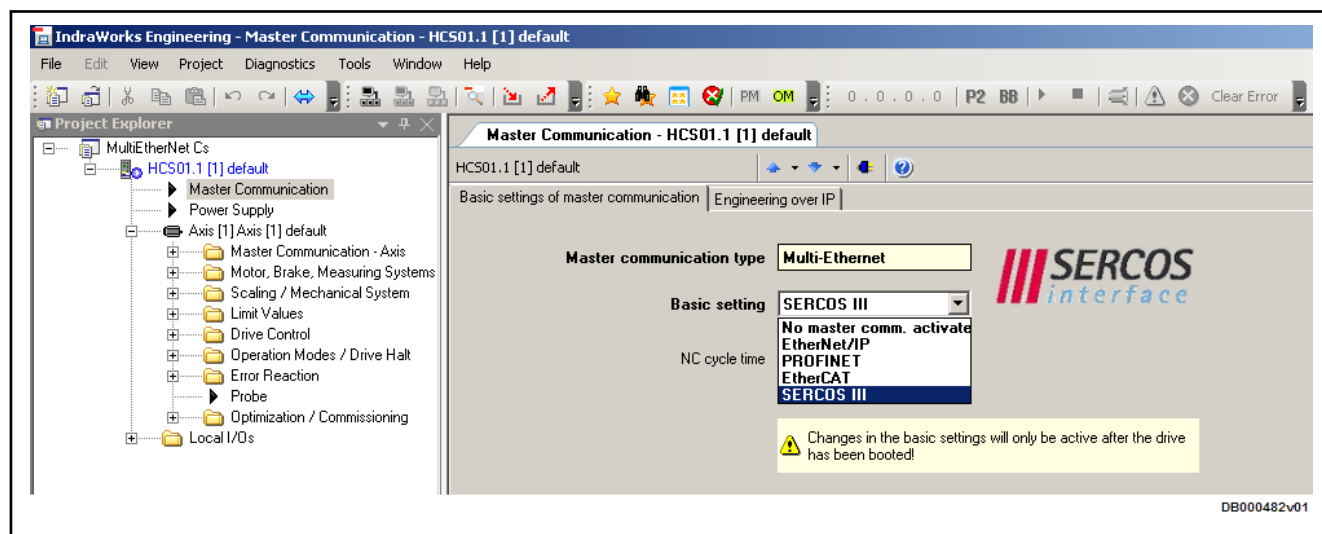 IndraWorks Engineering - Master Communication - HCS01.1 [1] default
File Edit View Project Diagnostics Tools Window Help
PM OM 0 . 0 . 0 . 0 P2 BB Clear Error
Project Explorer
MultiEtherNet Cs
HCS01.1 [1] default
Master Communication
Power Supply
Axis [1] Axis [1] default
Master Communication - Axis
Motor, Brake, Measuring Systems
Scaling / Mechanical System
Limit Values
Drive Control
Operation Modes / Drive Halt
Error Reaction
Probe
Optimization / Commissioning
Local I/Os
Master Communication - HCS01.1 [1] default
HCS01.1 [1] default
Basic settings of master communication Engineering over IP
Master communication type Multi-Ethernet
SERCOS
interface
Basic setting SERCOS III
No master comm. activate
EtherNet/IP
NC cycle time PROFINET
EtherCAT
SERCOS III
Changes in the basic settings will only be active after the drive
has been booted!
DB000482v01